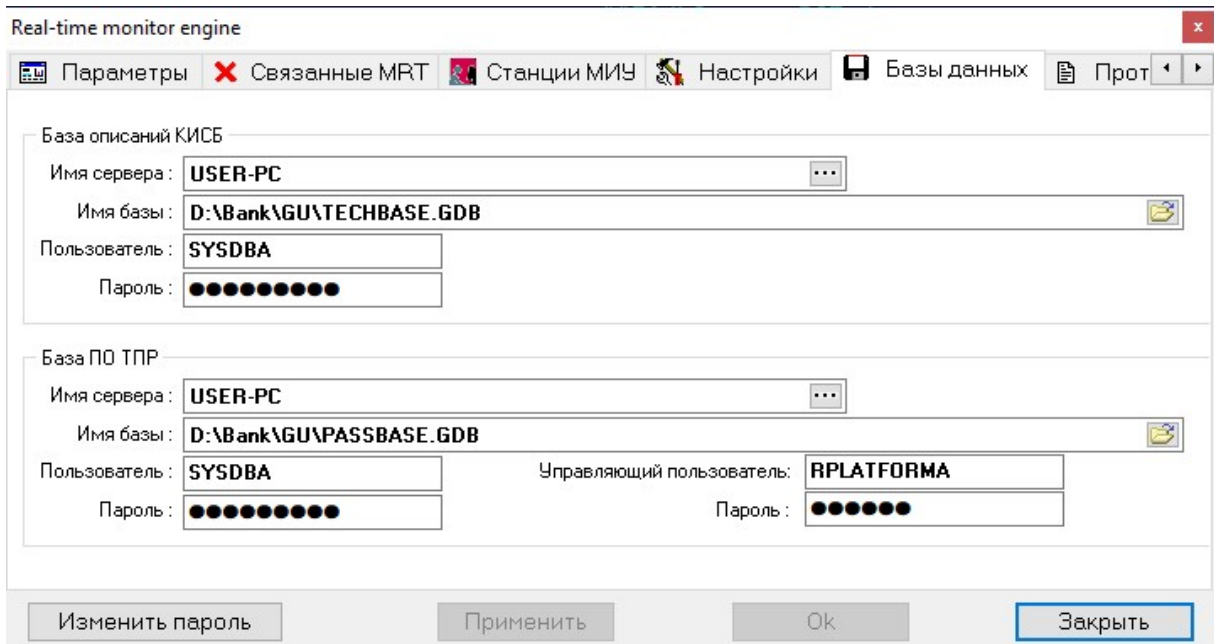 Real-time monitor engine
Параметры Связанные MRT Станции МИУ Настройки Базы данных Прот
База описаний КИСБ
Имя сервера : USER-PC ...
Имя базы : D:\Bank\GU\TECHBASE.GDB
Пользователь : SYSDBA
Пароль : ●●●●●●●●●
База ПО ТПР
Имя сервера : USER-PC ...
Имя базы : D:\Bank\GU\PASSBASE.GDB
Пользователь : SYSDBA Управляющий пользователь: RPLATFORMA
Пароль : ●●●●●●●●● Пароль : ●●●●●●
Изменить пароль Применить Ok Закрыть